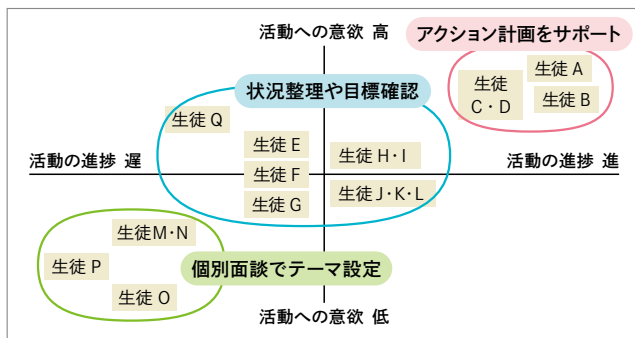 活動への意欲 高
アクション計画をサポート
生徒 A
生徒
C・D
生徒 B
状況整理や目標確認
生徒 Q
生徒 E
生徒 H・I
活動の進捗 遅
活動の進捗 進
生徒 F
生徒 J・K・L
生徒 G
生徒M・N
生徒 P
個別面談でテーマ設定
生徒 O
活動への意欲 低